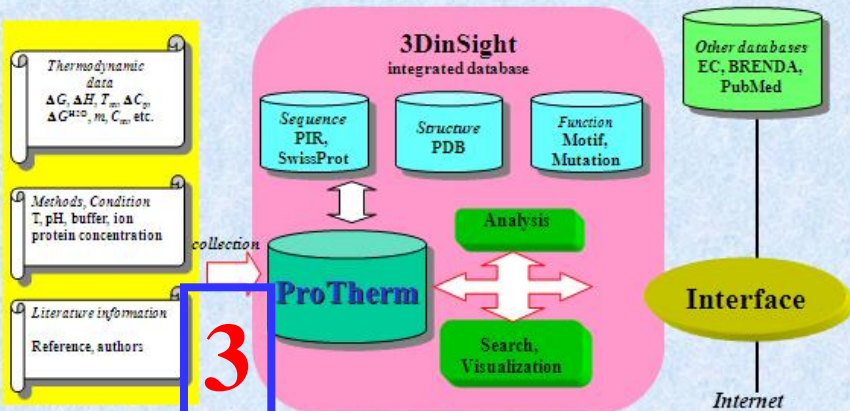 Thermodynamic
data
ΔG, ΔH, Tm, ΔCp,
ΔG^H2O, m, Cm, etc.
Methods, Condition
T, pH, buffer, ion
protein concentration
Literature information
Reference, authors
collection
3
3DinSight
integrated database
Sequence
PIR,
SwissProt
Structure
PDB
Function
Motif,
Mutation
ProTherm
Analysis
Search,
Visualization
Other databases
EC, BRENDA,
PubMed
Interface
Internet